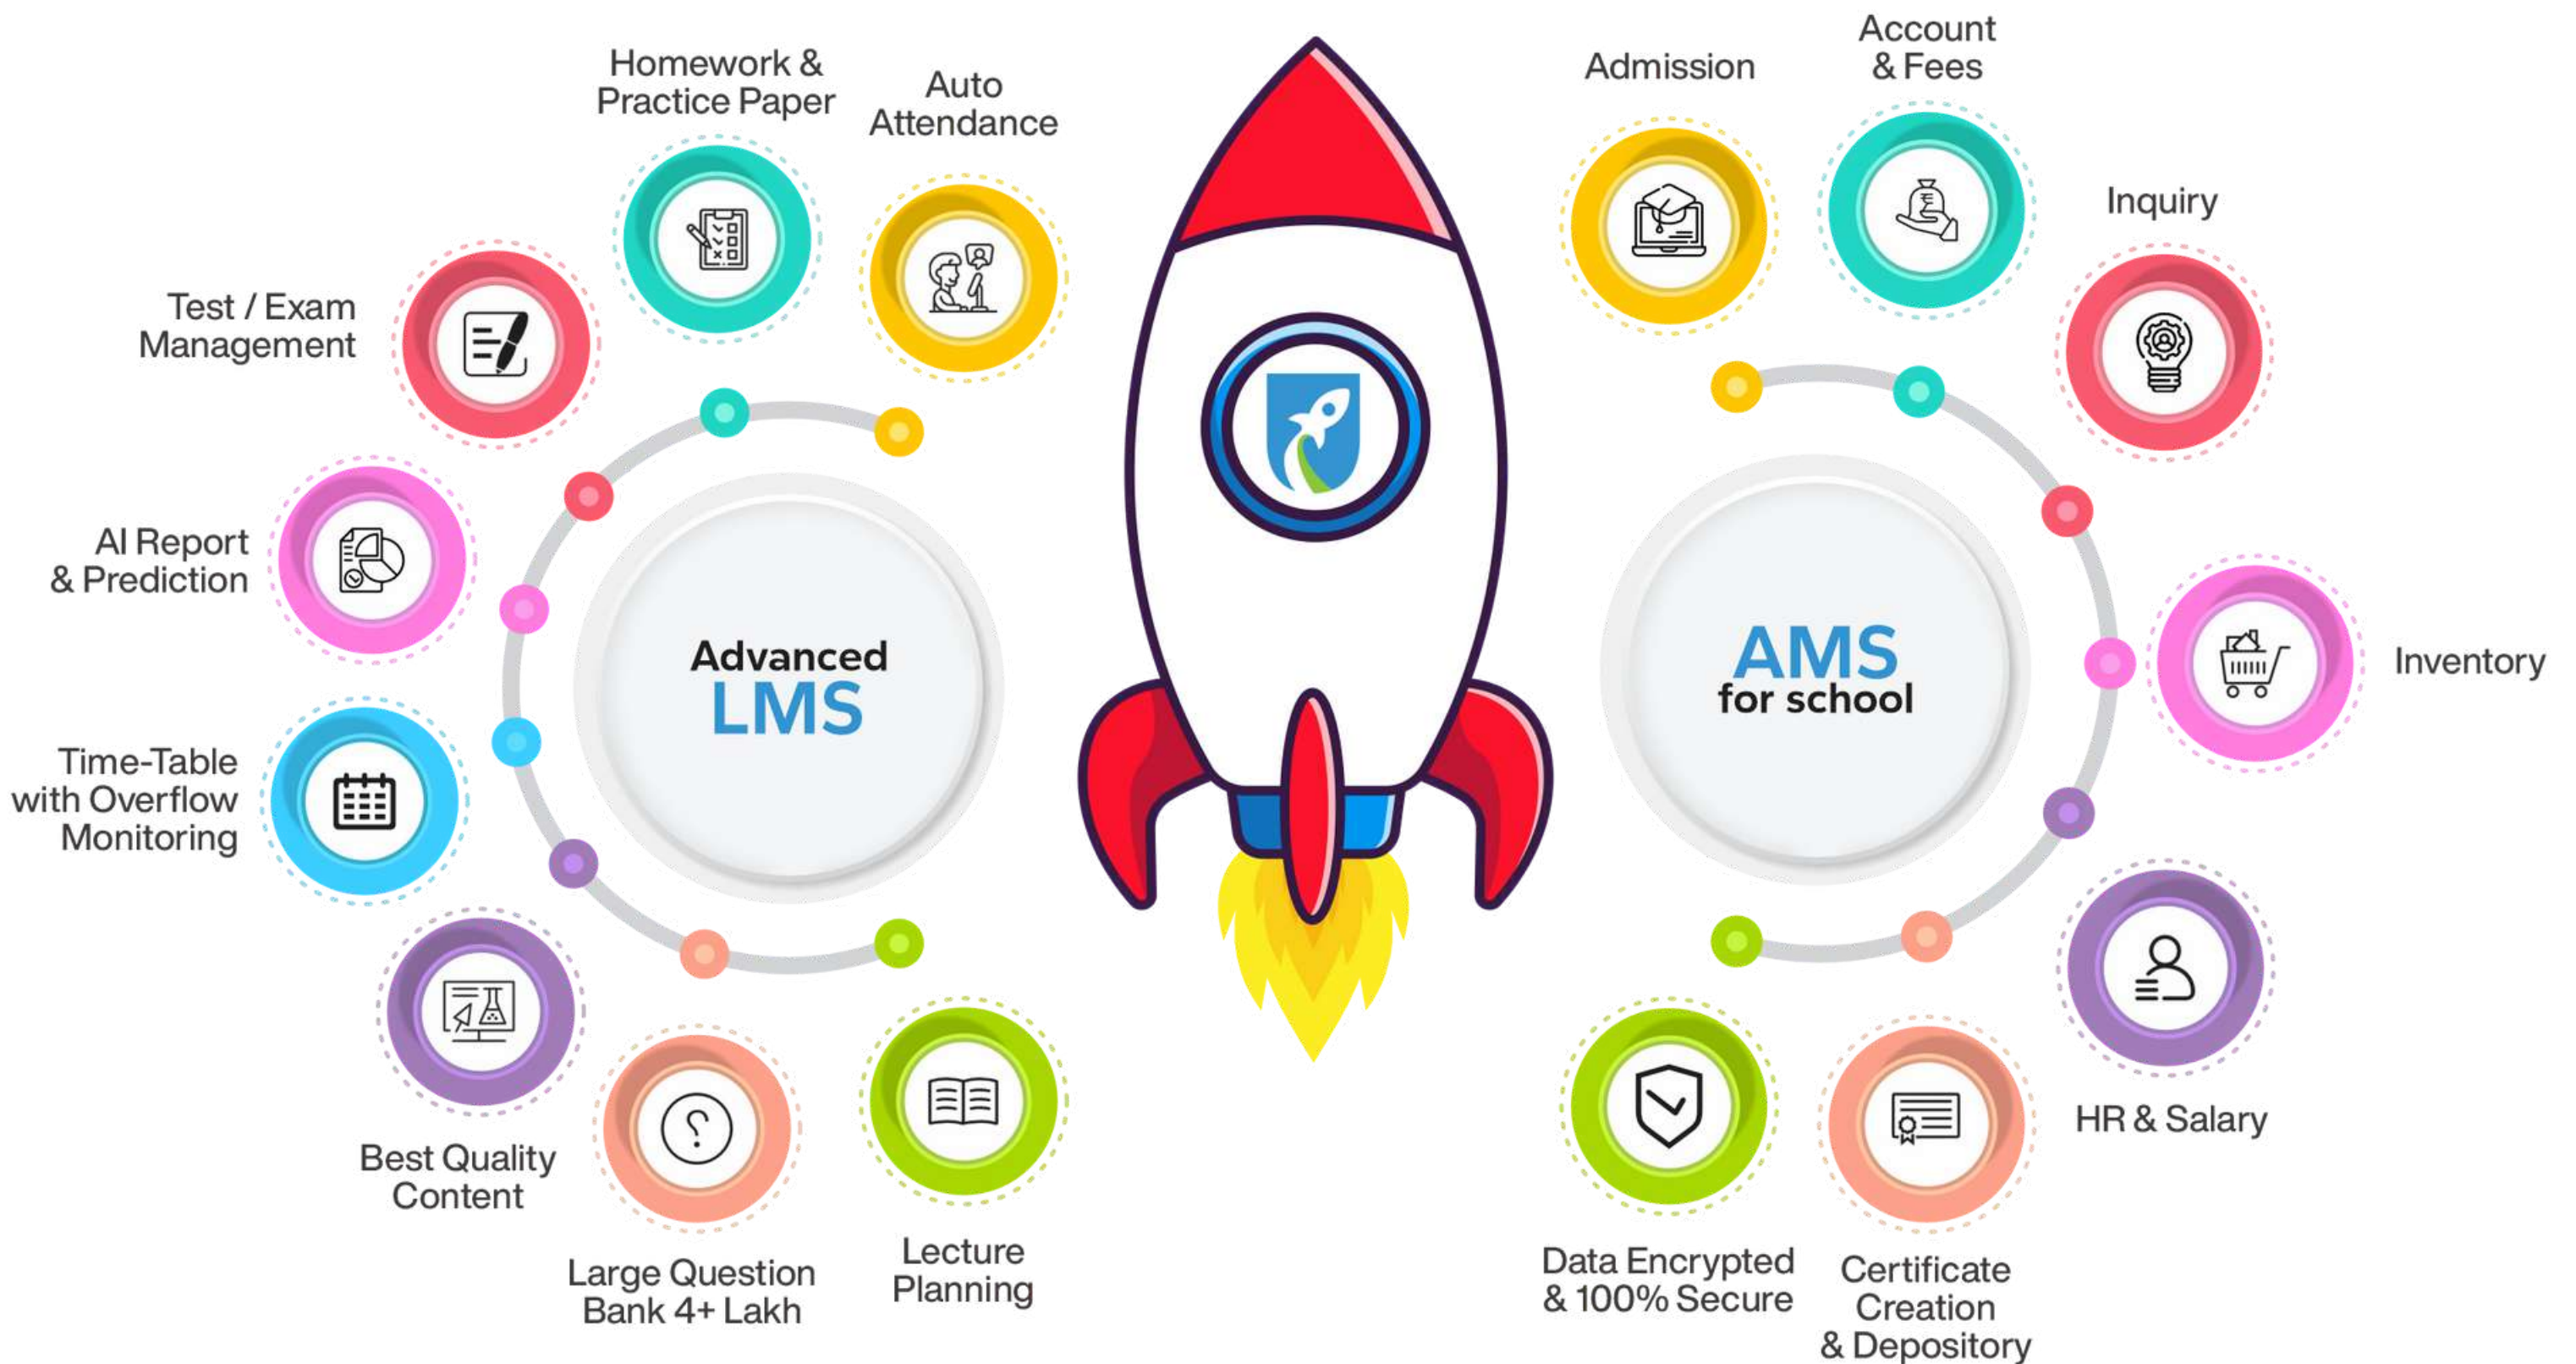 Homework &
Practice Paper
Auto
Attendance
Test / Exam
Management
AI Report
& Prediction
Time-Table
with Overflow
Monitoring
Best Quality
Content
Large Question
Bank 4+ Lakh
Lecture
Planning
Advanced
LMS
Admission
Account
& Fees
₹
Inquiry
Inventory
HR & Salary
Certificate
Creation
& Depository
Data Encrypted
& 100% Secure
AMS
for school